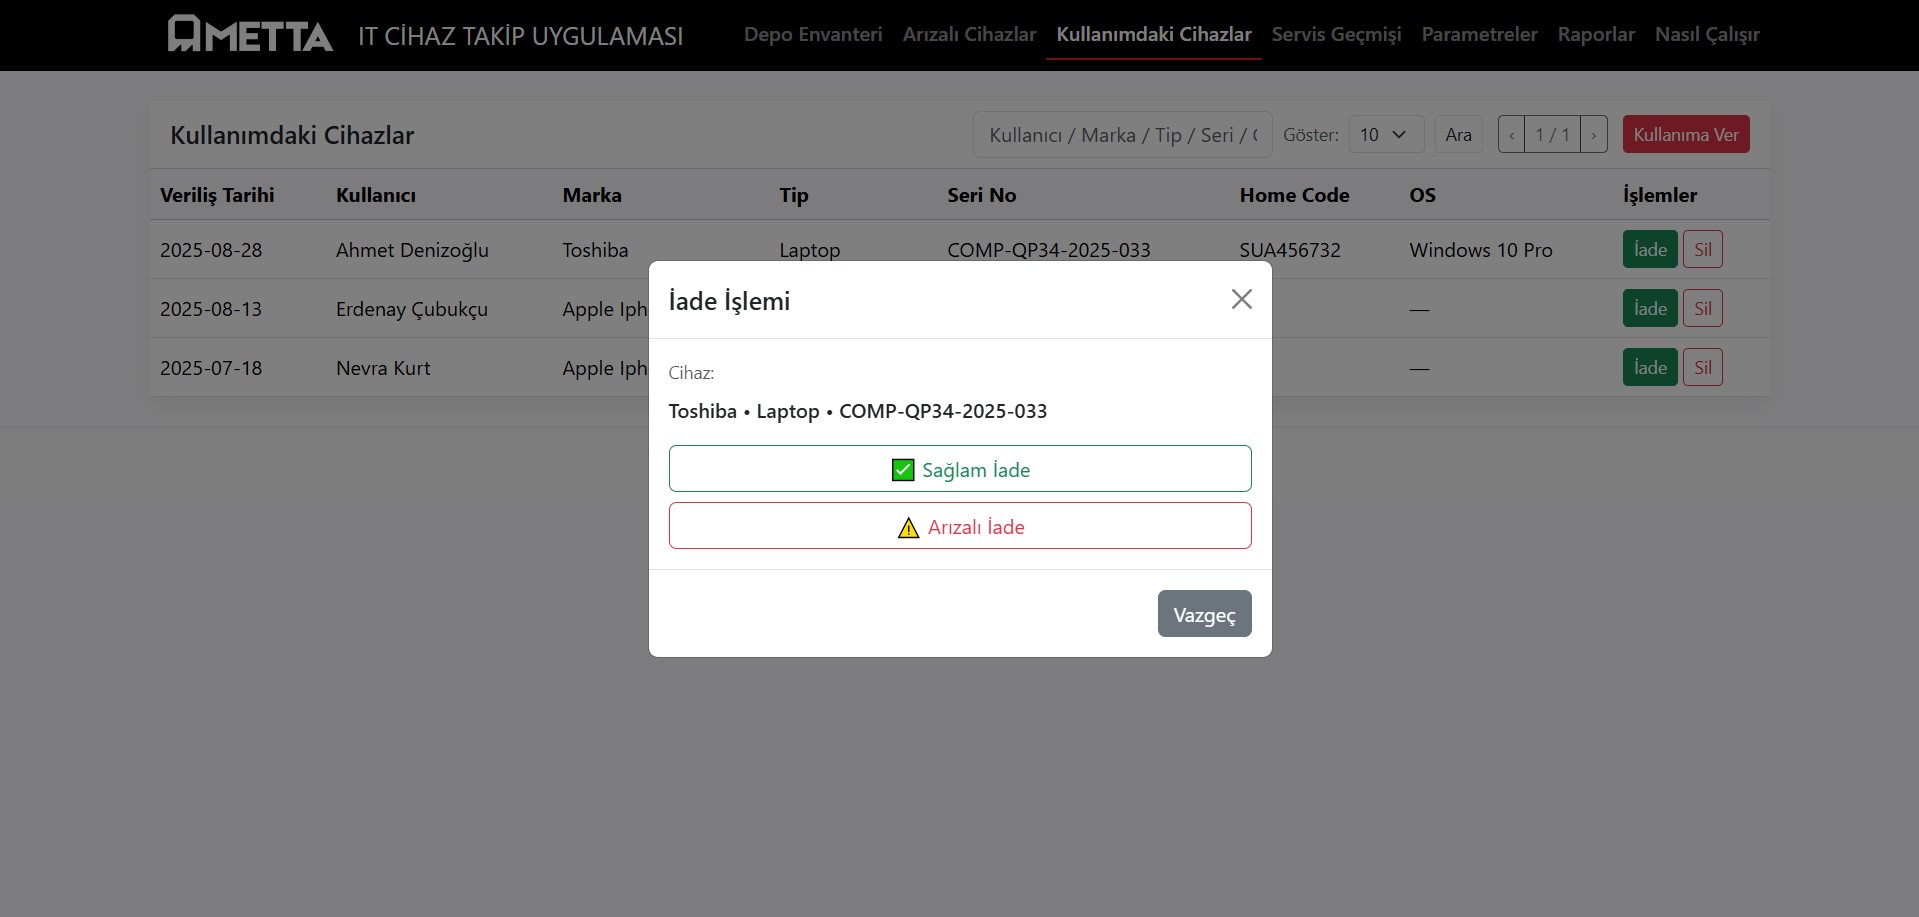 METTA IT CİHAZ TAKİP UYGULAMASI Depo Envanteri Arızalı Cihazlar Kullanımdaki Cihazlar Servis Geçmişi Parametreler Raporlar Nasıl Çalışır
Kullanımdaki Cihazlar Kullanıcı / Marka / Tip / Seri / Göster: 10 Ara ‹ 1 / 1 › Kullanıma Ver
Veriliş Tarihi Kullanıcı Marka Tip Seri No Home Code OS İşlemler
2025-08-28 Ahmet Denizoğlu Toshiba Laptop COMP-QP34-2025-033 SUA456732 Windows 10 Pro İade Sil
2025-08-13 Erdenay Çubukçu Apple Iph — İade Sil
2025-07-18 Nevra Kurt Apple Iph — İade Sil
İade İşlemi
Cihaz:
Toshiba • Laptop • COMP-QP34-2025-033
✅ Sağlam İade
⚠️ Arızalı İade
Vazgeç